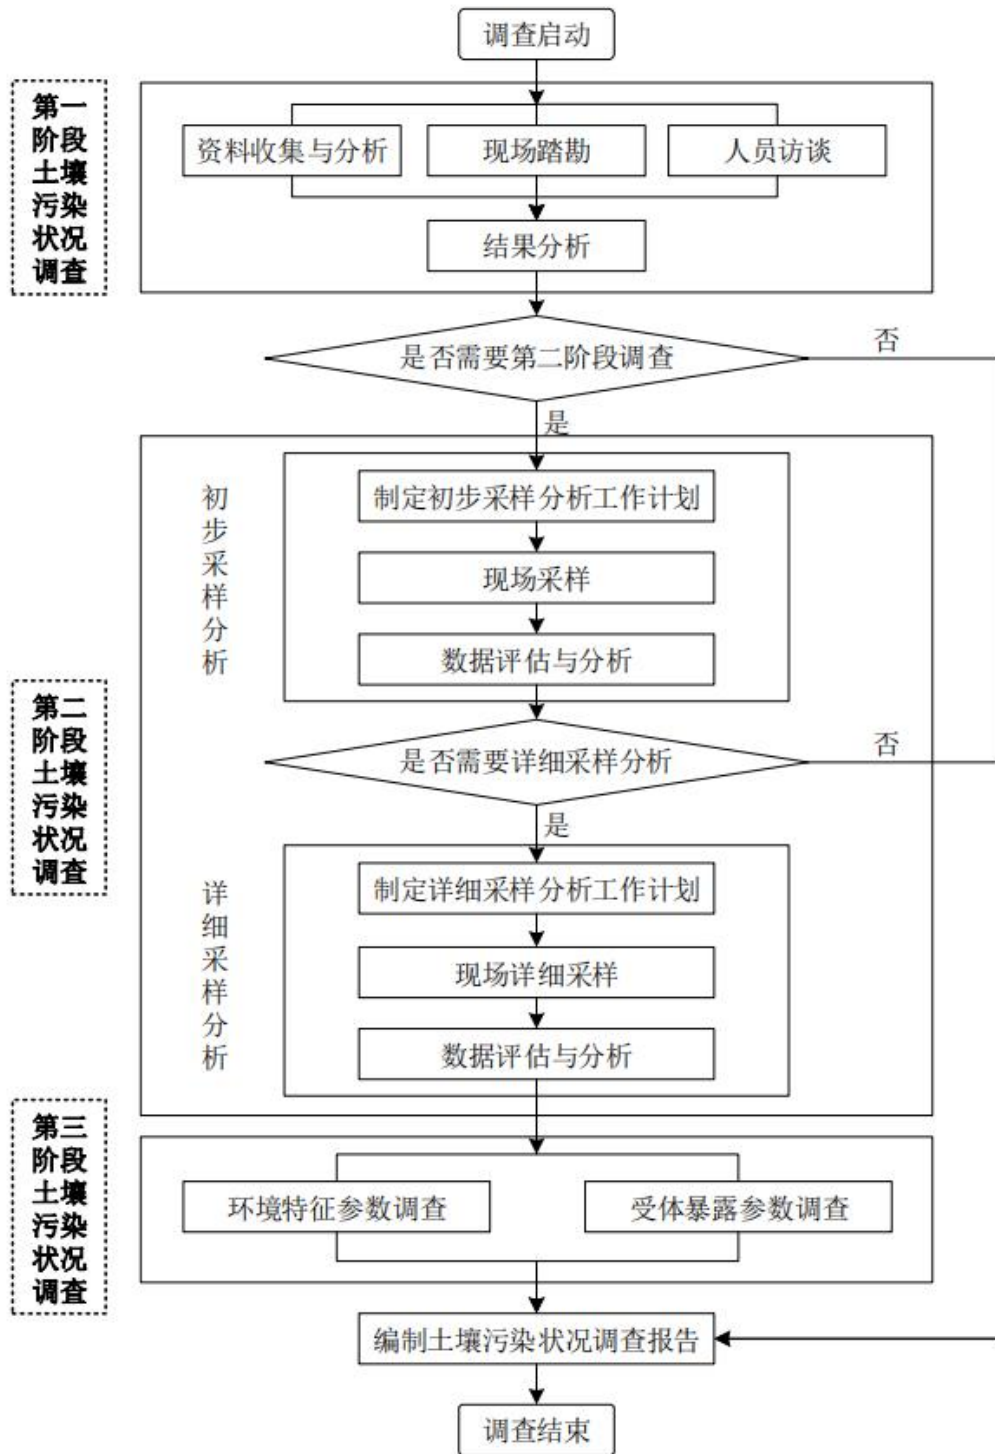 调查启动
第一
阶段
土壤
污染
状况
调查
资料收集与分析
现场踏勘
人员访谈
结果分析
是否需要第二阶段调查
否
是
初
步
采
样
分
析
制定初步采样分析工作计划
现场采样
数据评估与分析
第二
阶段
土壤
污染
状况
调查
是否需要详细采样分析
否
是
详
细
采
样
分
析
制定详细采样分析工作计划
现场详细采样
数据评估与分析
第三
阶段
土壤
污染
状况
调查
环境特征参数调查
受体暴露参数调查
编制土壤污染状况调查报告
调查结束